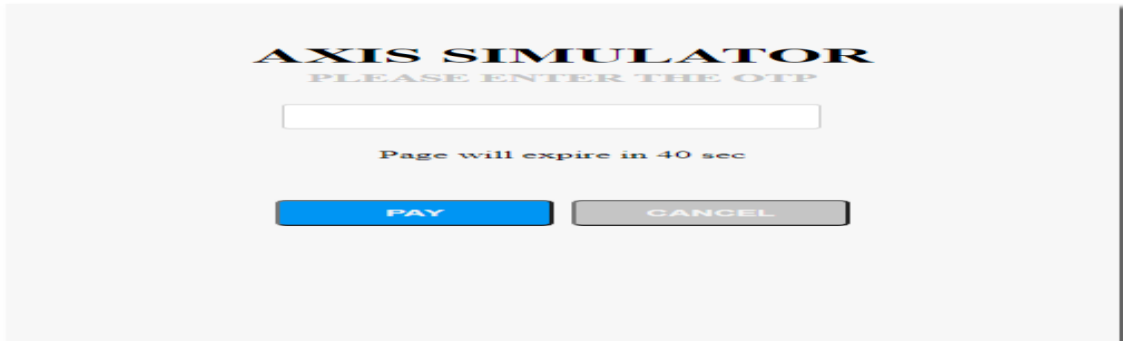 AXIS SIMULATOR
PLEASE ENTER THE OTP
Page will expire in 40 sec
PAY
CANCEL